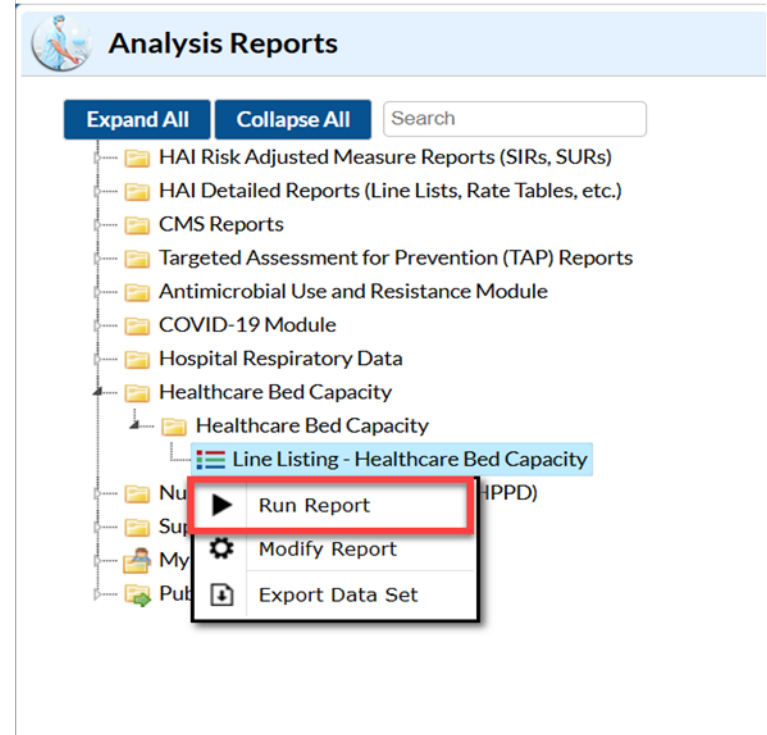 Analysis Reports
Expand All Collapse All Search
HAI Risk Adjusted Measure Reports (SIRs, SURs)
HAI Detailed Reports (Line Lists, Rate Tables, etc.)
CMS Reports
Targeted Assessment for Prevention (TAP) Reports
Antimicrobial Use and Resistance Module
COVID-19 Module
Hospital Respiratory Data
Healthcare Bed Capacity
Healthcare Bed Capacity
Line Listing - Healthcare Bed Capacity
Run Report
Modify Report
My
Export Data Set